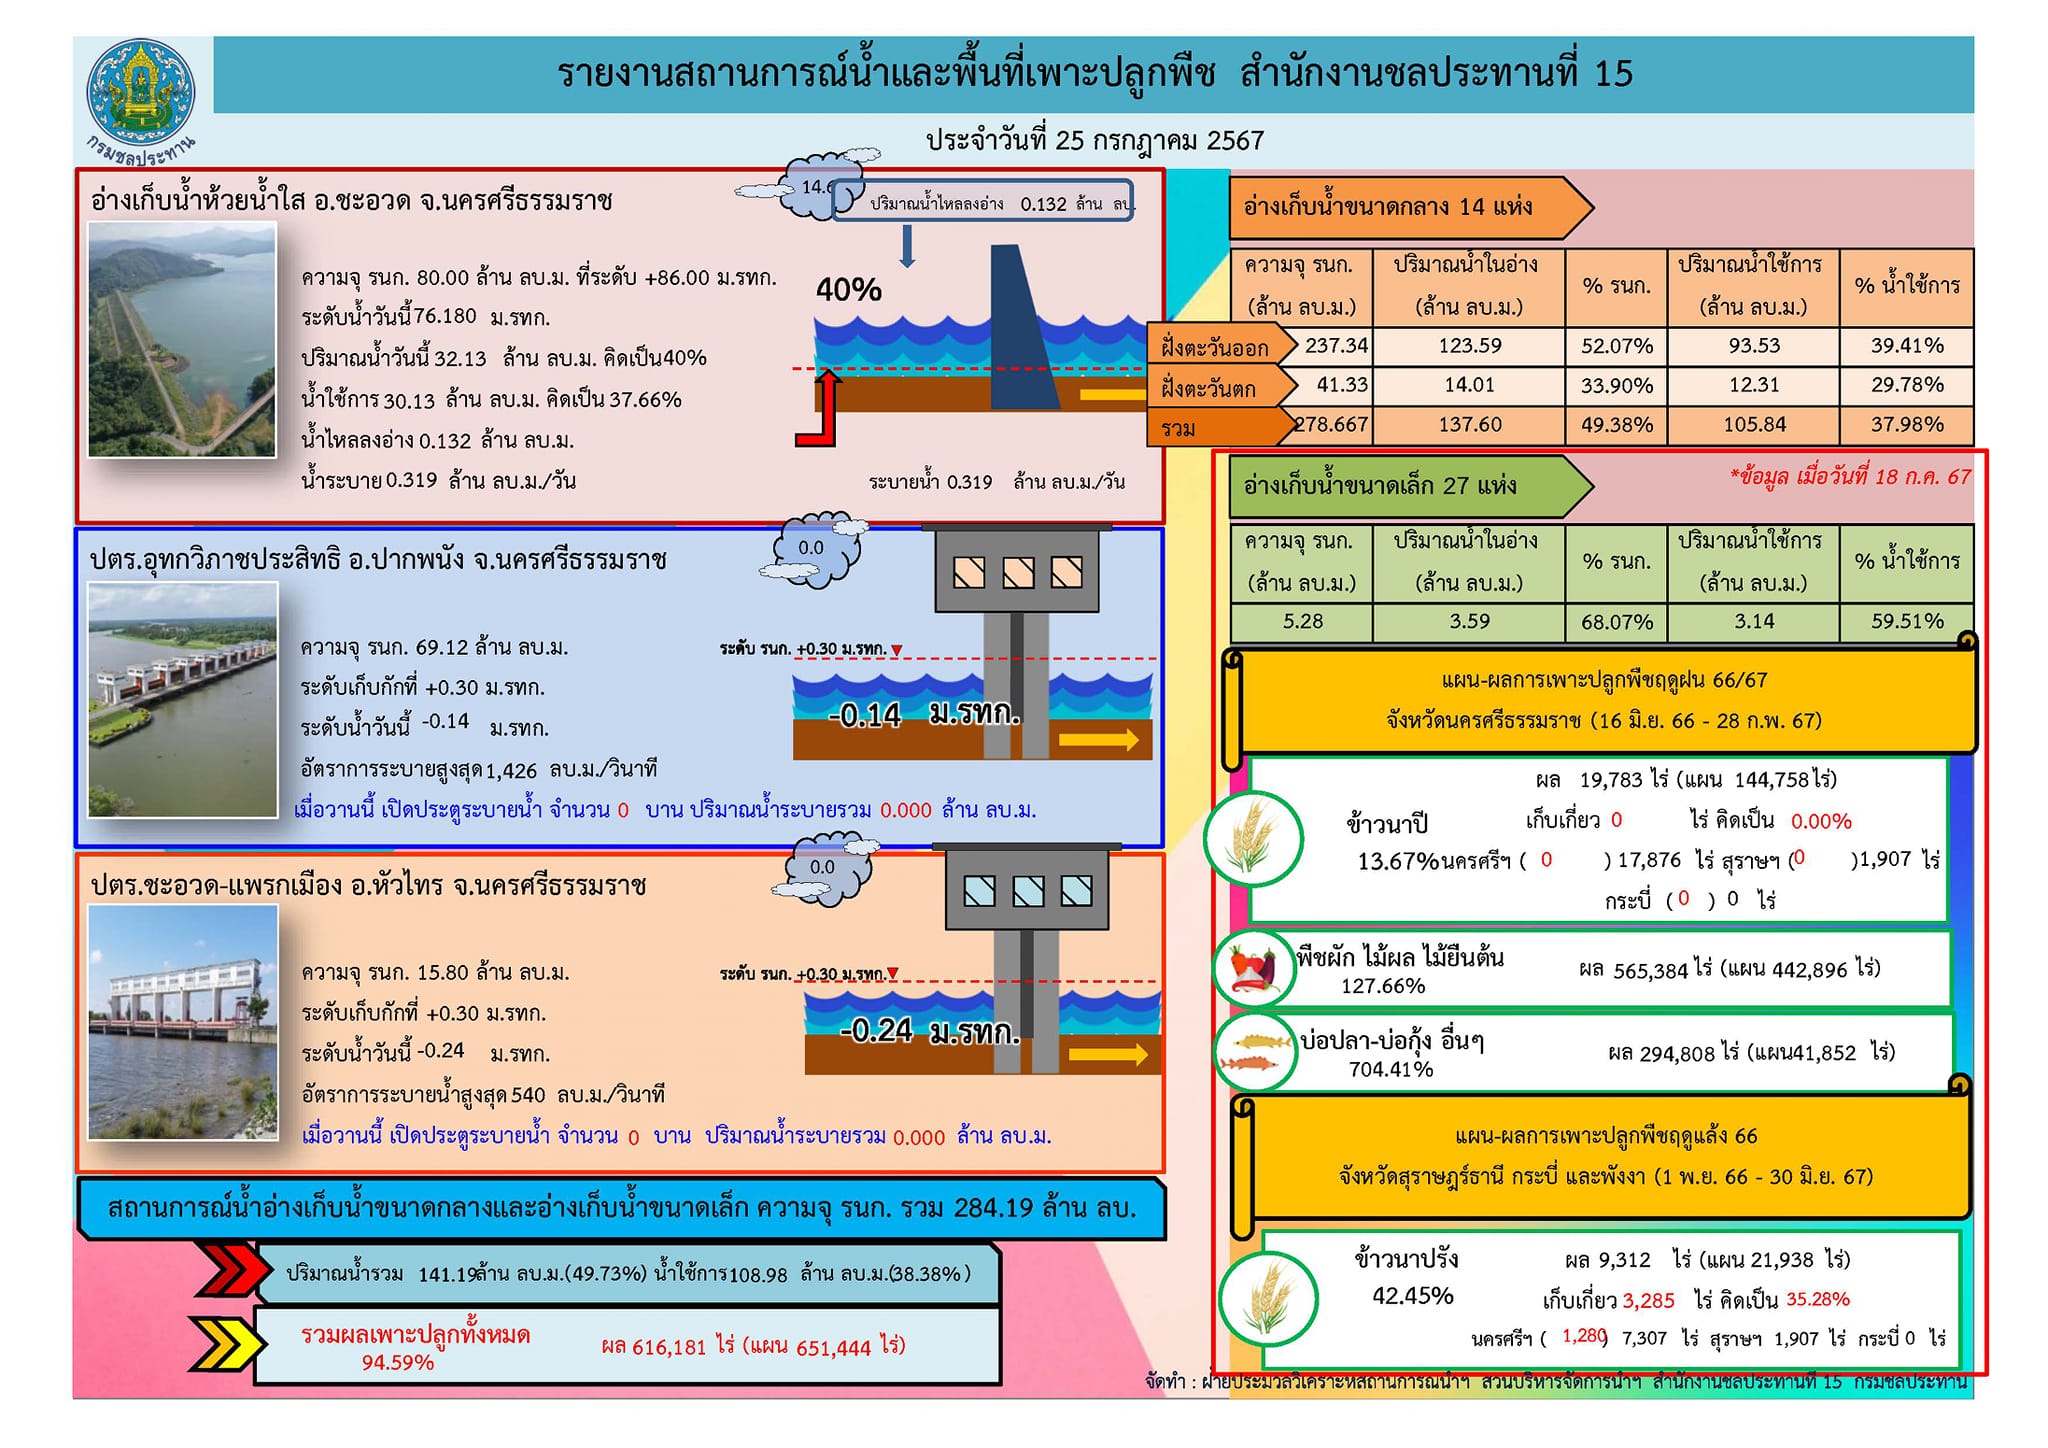 รายงานสถานการณ์น้ำและพื้นที่เพาะปลูกพืช สำนักงานชลประทานที่ 15
กรมชลประทาน
ประจำวันที่ 25 กรกฎาคม 2567
อ่างเก็บน้ำห้วยน้ำใส อ.ชะอวด จ.นครศรีธรรมราช
ปริมาณน้ำไหลลงอ่าง 0.132 ล้าน ลบ.
ความจุ รนก. 80.00 ล้าน ลบ.ม. ที่ระดับ +86.00 ม.รทก.
40%
ระดับน้ำวันนี้ 76.180 ม.รทก.
ปริมาณน้ำวันนี้ 32.13 ล้าน ลบ.ม. คิดเป็น 40%
น้ำใช้การ 30.13 ล้าน ลบ.ม. คิดเป็น 37.66%
น้ำไหลลงอ่าง 0.132 ล้าน ลบ.ม.
น้ำระบาย 0.319 ล้าน ลบ.ม./วัน
ระบายน้ำ 0.319 ล้าน ลบ.ม./วัน
ปตร.อุทกวิภาชประสิทธิ อ.ปากพนัง จ.นครศรีธรรมราช
0.0
ความจุ รนก. 69.12 ล้าน ลบ.ม.
ระดับ รนก. +0.30 ม.รทก.
ระดับเก็บกักที่ +0.30 ม.รทก.
ระดับน้ำวันนี้ -0.14 ม.รทก.
-0.14 ม.รทก.
อัตราการระบายสูงสุด 1,426 ลบ.ม./วินาที
เมื่อวานนี้ เปิดประตูระบายน้ำ จำนวน 0 บาน ปริมาณน้ำระบายรวม 0.000 ล้าน ลบ.ม.
ปตร.ชะอวด-แพรกเมือง อ.หัวไทร จ.นครศรีธรรมราช
0.0
ความจุ รนก. 15.80 ล้าน ลบ.ม.
ระดับ รนก. +0.30 ม.รทก.
ระดับเก็บกักที่ +0.30 ม.รทก.
ระดับน้ำวันนี้ -0.24 ม.รทก.
-0.24 ม.รทก.
อัตราการระบายน้ำสูงสุด 540 ลบ.ม./วินาที
เมื่อวานนี้ เปิดประตูระบายน้ำ จำนวน 0 บาน ปริมาณน้ำระบายรวม 0.000 ล้าน ลบ.ม.
สถานการณ์น้ำอ่างเก็บน้ำขนาดกลางและอ่างเก็บน้ำขนาดเล็ก ความจุ รนก. รวม 284.19 ล้าน ลบ.
ปริมาณน้ำรวม 141.19 ล้าน ลบ.ม.(49.73%) น้ำใช้การ 108.98 ล้าน ลบ.ม.(38.38%)
รวมผลเพาะปลูกทั้งหมด ผล 616,181 ไร่ (แผน 651,444 ไร่)
94.59%
อ่างเก็บน้ำขนาดกลาง 14 แห่ง
ความจุ รนก. (ล้าน ลบ.ม.) ปริมาณน้ำในอ่าง (ล้าน ลบ.ม.) % รนก. ปริมาณน้ำใช้การ (ล้าน ลบ.ม.) % น้ำใช้การ
ฝั่งตะวันออก 237.34 123.59 52.07% 93.53 39.41%
ฝั่งตะวันตก 41.33 14.01 33.90% 12.31 29.78%
รวม 278.667 137.60 49.38% 105.84 37.98%
อ่างเก็บน้ำขนาดเล็ก 27 แห่ง
*ข้อมูล เมื่อวันที่ 18 ก.ค. 67
ความจุ รนก. (ล้าน ลบ.ม.) ปริมาณน้ำในอ่าง (ล้าน ลบ.ม.) % รนก. ปริมาณน้ำใช้การ (ล้าน ลบ.ม.) % น้ำใช้การ
5.28 3.59 68.07% 3.14 59.51%
แผน-ผลการเพาะปลูกพืชฤดูฝน 66/67
จังหวัดนครศรีธรรมราช (16 มิ.ย. 66 - 28 ก.พ. 67)
ผล 19,783 ไร่ (แผน 144,758 ไร่)
ข้าวนาปี เก็บเกี่ยว 0 ไร่ คิดเป็น 0.00%
13.67% นครศรีฯ ( 0 ) 17,876 ไร่ สุราษฯ (0 )1,907 ไร่
กระบี่ ( 0 ) 0 ไร่
พืชผัก ไม้ผล ไม้ยืนต้น ผล 565,384 ไร่ (แผน 442,896 ไร่)
127.66%
บ่อปลา-บ่อกุ้ง อื่นๆ ผล 294,808 ไร่ (แผน41,852 ไร่)
704.41%
แผน-ผลการเพาะปลูกพืชฤดูแล้ง 66
จังหวัดสุราษฎร์ธานี กระบี่ และพังงา (1 พ.ย. 66 - 30 มิ.ย. 67)
ข้าวนาปรัง ผล 9,312 ไร่ (แผน 21,938 ไร่)
42.45% เก็บเกี่ยว 3,285 ไร่ คิดเป็น 35.28%
นครศรีฯ ( 1,280) 7,307 ไร่ สุราษฯ 1,907 ไร่ กระบี่ 0 ไร่
จัดทำ : ฝ่ายประมวลวิเคราะห์สถานการณ์น้ำฯ ส่วนบริหารจัดการน้ำฯ สำนักงานชลประทานที่ 15 กรมชลประทาน